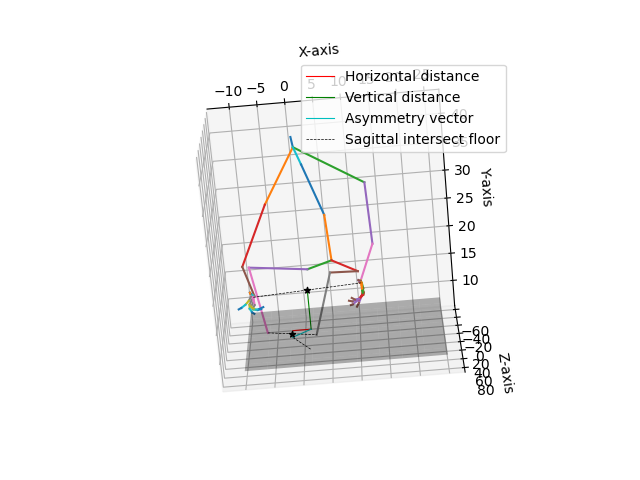 X-axis
−10 −5 0 5 10 15
Horizontal distance
Vertical distance
Asymmetry vector
Sagittal intersect floor
30
25
20
15
10
Y-axis
−60
−40
−20
0
20
40
60
80
Z-axis